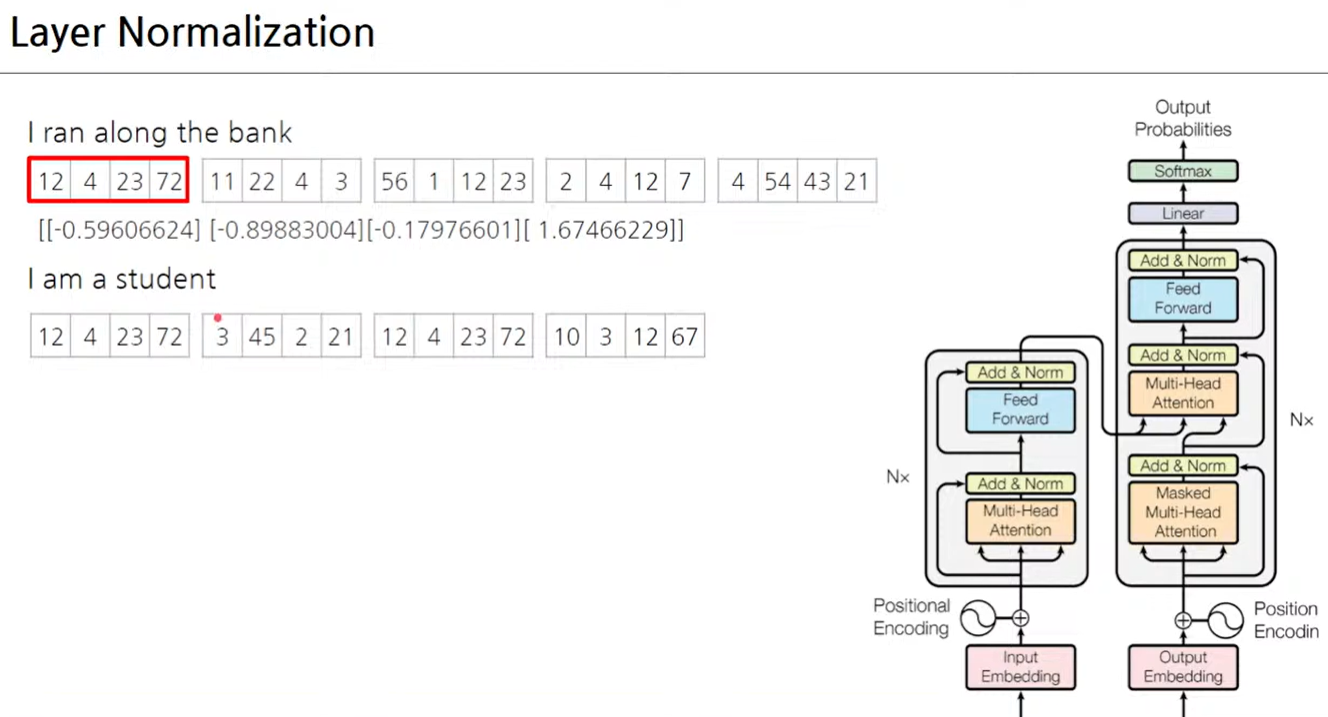 Layer Normalization
I ran along the bank
12 4 23 72 11 22 4 3 56 1 12 23 2 4 12 7 4 54 43 21
[[-0.59606624] [-0.89883004][-0.17976601][ 1.67466229]]
I am a student
12 4 23 72 3 45 2 21 12 4 23 72 10 3 12 67
Output
Probabilities
Softmax
Linear
Add & Norm
Feed
Forward
Add & Norm
Multi-Head
Attention
Add & Norm
Masked
Multi-Head
Attention
Nx
Add & Norm
Feed
Forward
Add & Norm
Multi-Head
Attention
Nx
Positional
Encoding
Position
Encodin
Input
Embedding
Output
Embedding